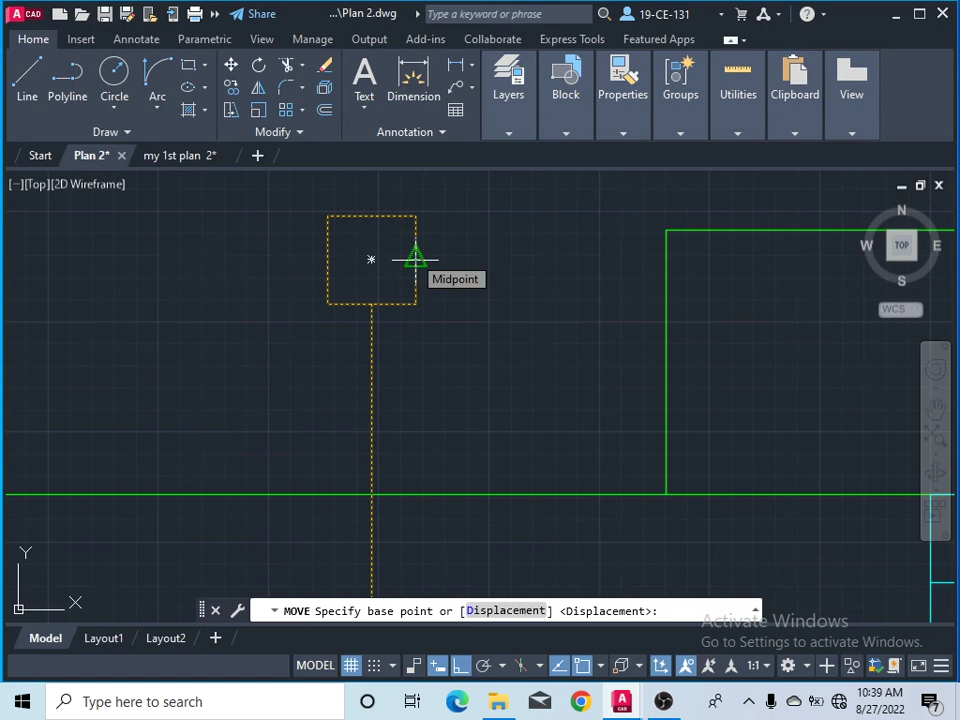 A CAD
Share
...\Plan 2.dwg
Type a keyword or phrase
19-CE-131
Home Insert Annotate Parametric View Manage Output Add-ins Collaborate Express Tools Featured Apps
Line Polyline Circle Arc
Text Dimension
Layers Block Properties Groups Utilities Clipboard View
Draw Modify Annotation
Start Plan 2* my 1st plan 2*
[−][Top][2D Wireframe]
N
W TOP E
S
WCS
Midpoint
Y
X
MOVE Specify base point or [Displacement] <Displacement>:
Activate Windows
Go to Settings to activate Windows.
Model Layout1 Layout2
MODEL 1:1
Type here to search
A CAD
10:39 AM
8/27/2022
7